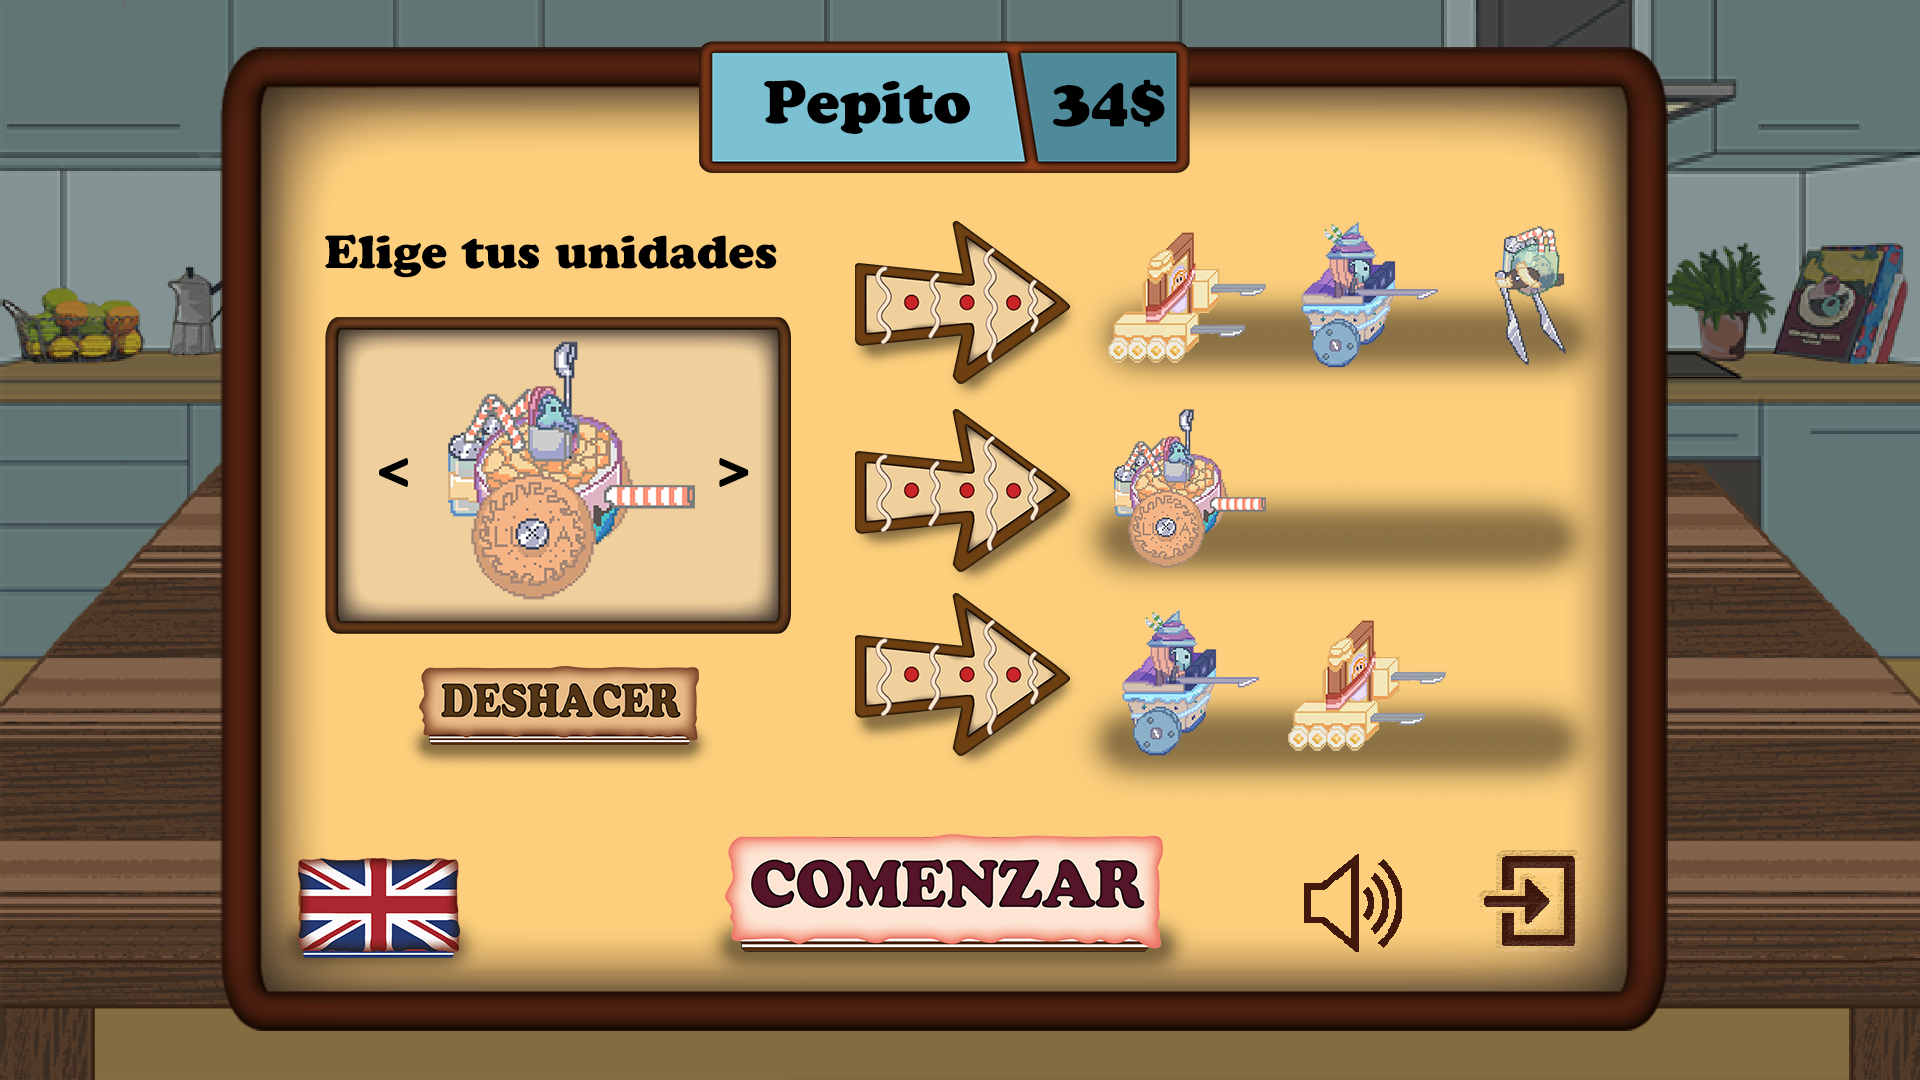 Pepito
34$
Elige tus unidades
<
>
DESHACER
COMENZAR